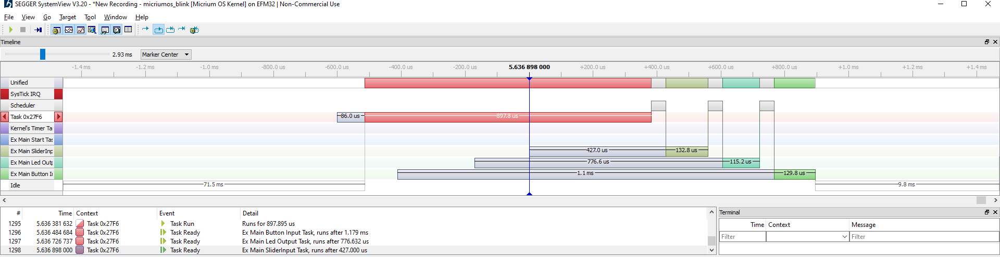 SEGGER SystemView V3.20 - *New Recording - micriumos_blink [Micrium OS Kernel] on EFM32 | Non-Commercial Use
File View Go Target Tool Window Help
Timeline
2.93 ms Marker Center
-1.4 ms -1.2 ms -1.0 ms -800.0 us -600.0 us -400.0 us -200.0 us 5.636 898 000 +200.0 us +400.0 us +600.0 us +800.0 us +1.0 ms +1.2 ms +1.4 ms
Unified
SysTick IRQ
Scheduler
Task 0x27F6 86.0 us 897.8 us
Kernel's Timer Ta
Ex Main Start Tas
Ex Main SliderInp 427.0 us 132.8 us
Ex Main Led Outp 776.6 us 115.2 us
Ex Main Button I 1.1 ms 129.8 us
Idle 71.5 ms 9.8 ms
# Time Context Event Detail
1295 5.636 381 632 Task 0x27F6 Task Run Runs for 897.895 us
1296 5.636 484 684 Task 0x27F6 Task Ready Ex Main Button Input Task, runs after 1.179 ms
1297 5.636 726 737 Task 0x27F6 Task Ready Ex Main Led Output Task, runs after 776.632 us
1298 5.636 898 000 Task 0x27F6 Task Ready Ex Main SliderInput Task, runs after 427.000 us
Terminal
Time Context Message
Filter Filter